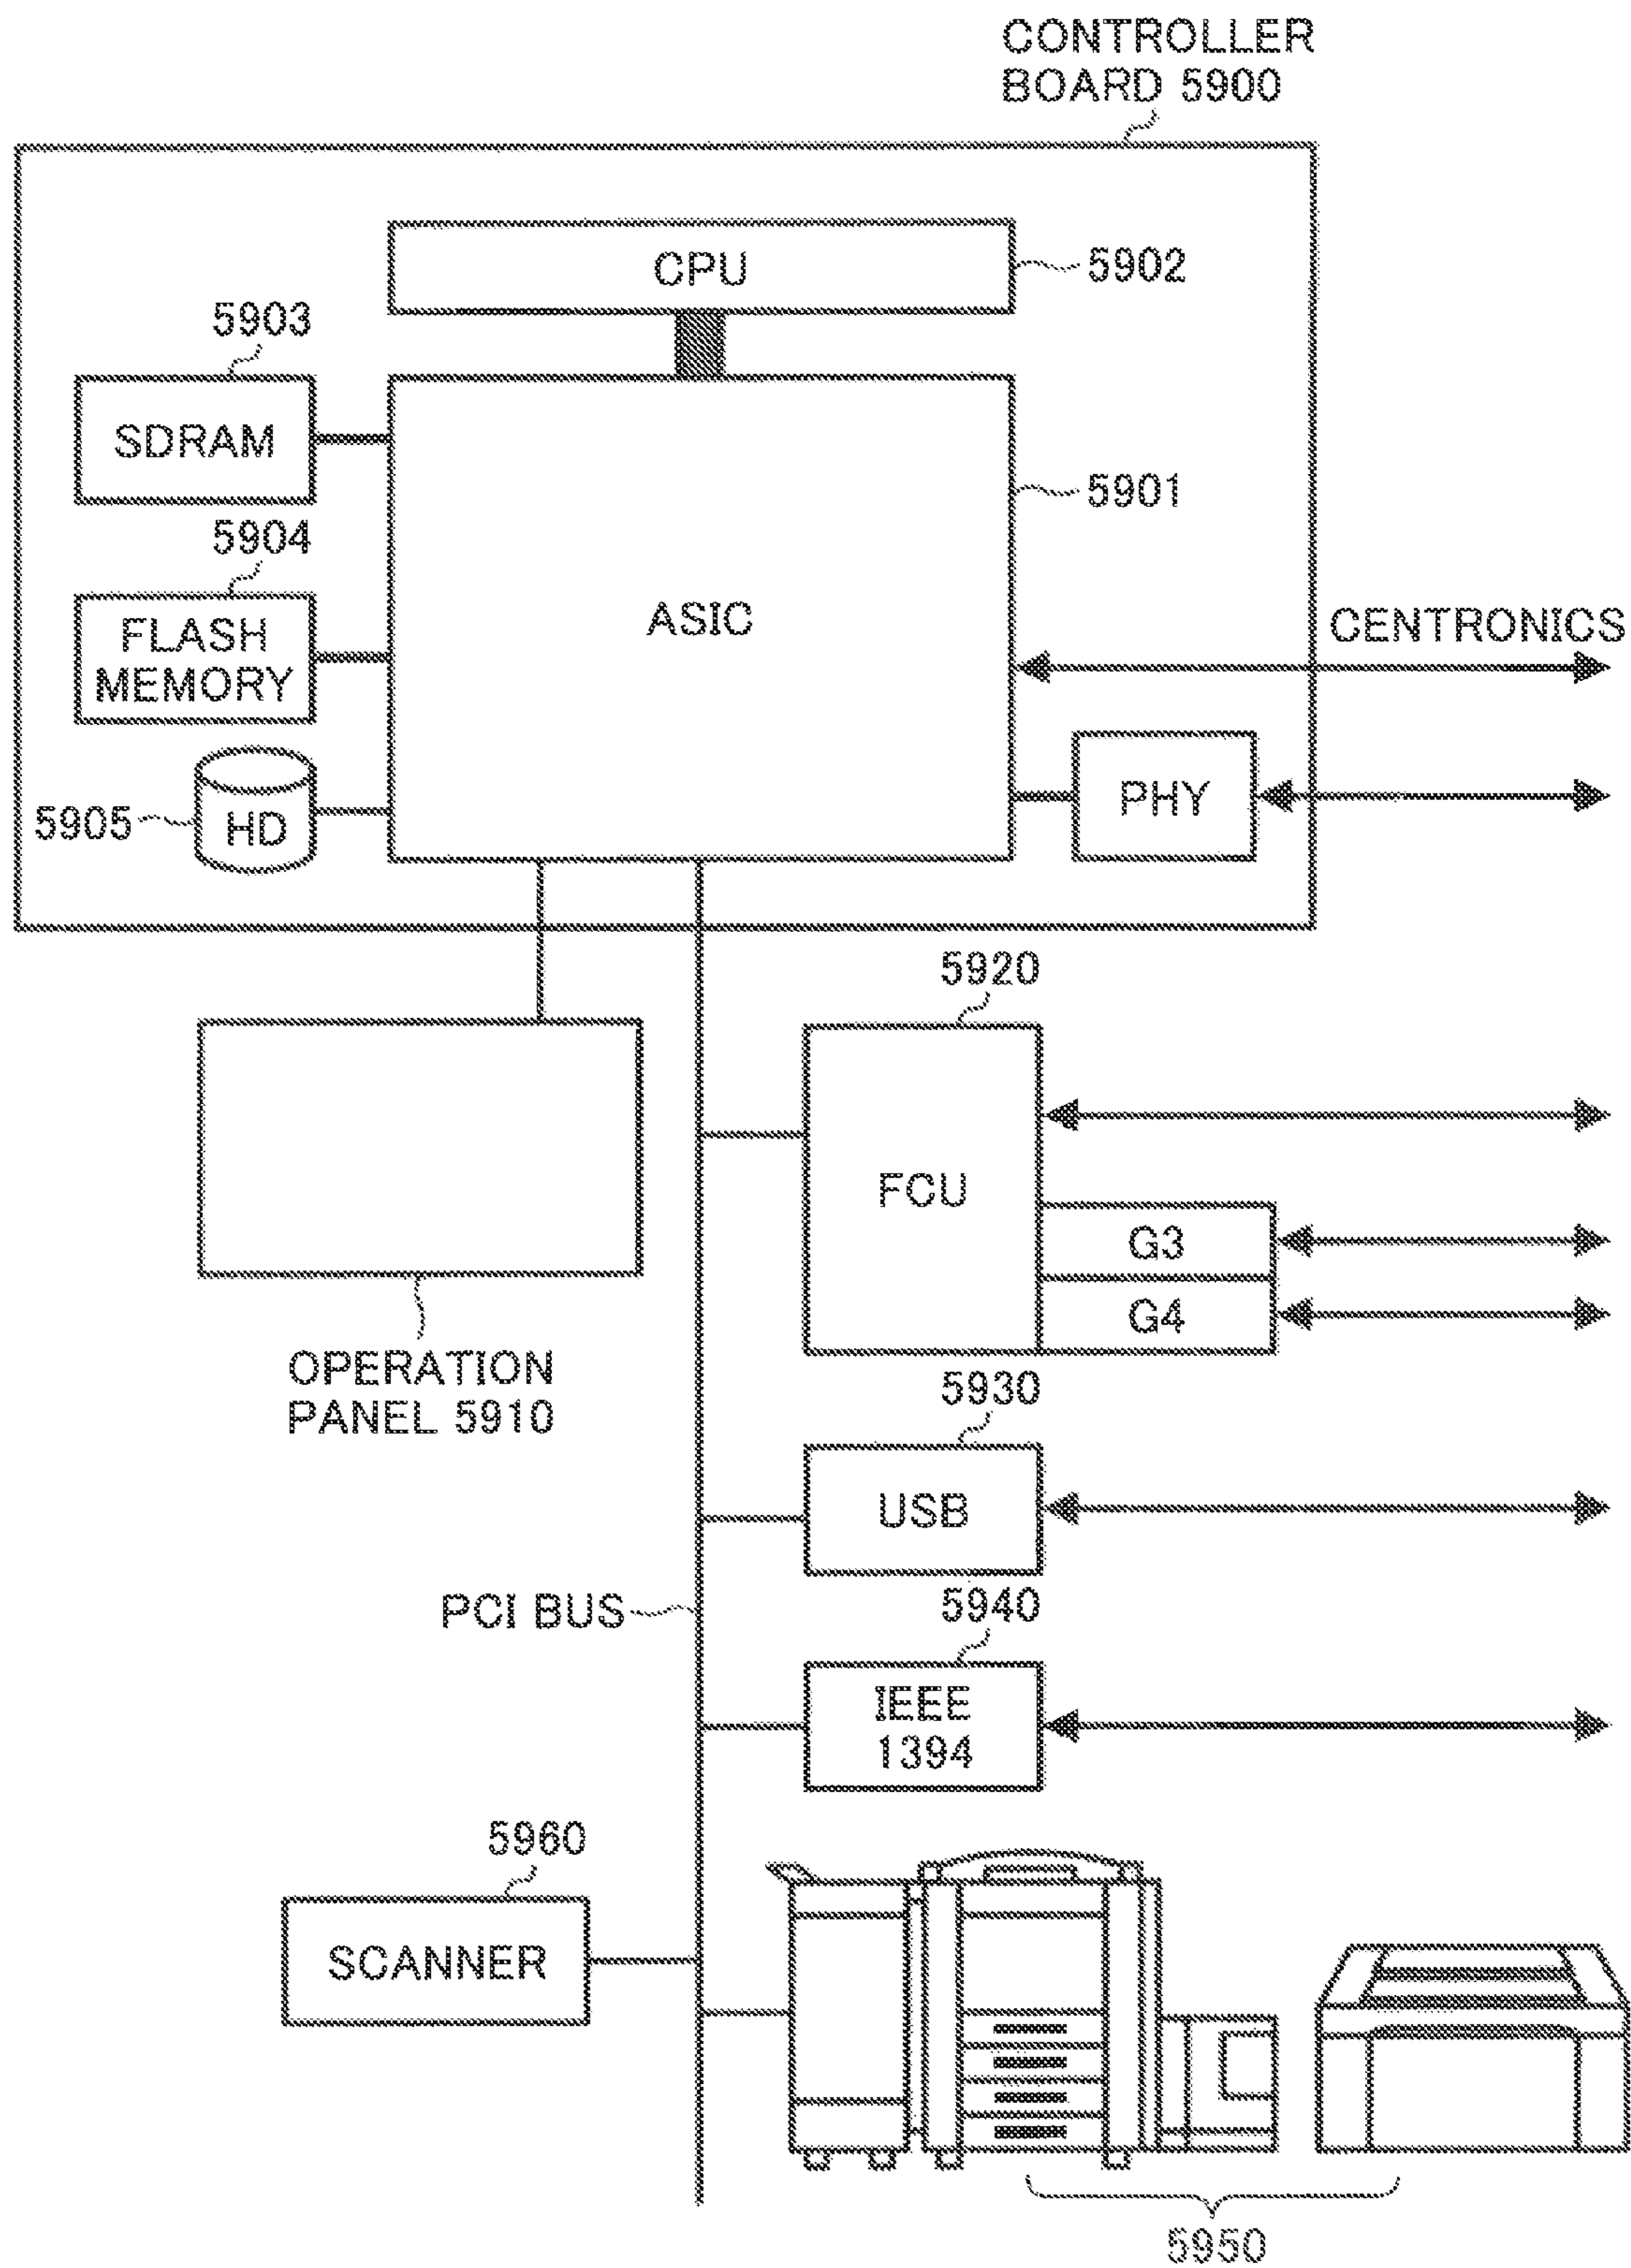 CONTROLLER
BOARD 5900
CPU
5902
5903
SDRAM
5901
5904
FLASH
MEMORY
ASIC
CENTRONICS
PHY
5905
HD
5920
FCU
G3
G4
OPERATION
PANEL 5910
5930
USB
PCI BUS
5940
IEEE
1394
5960
SCANNER
5950